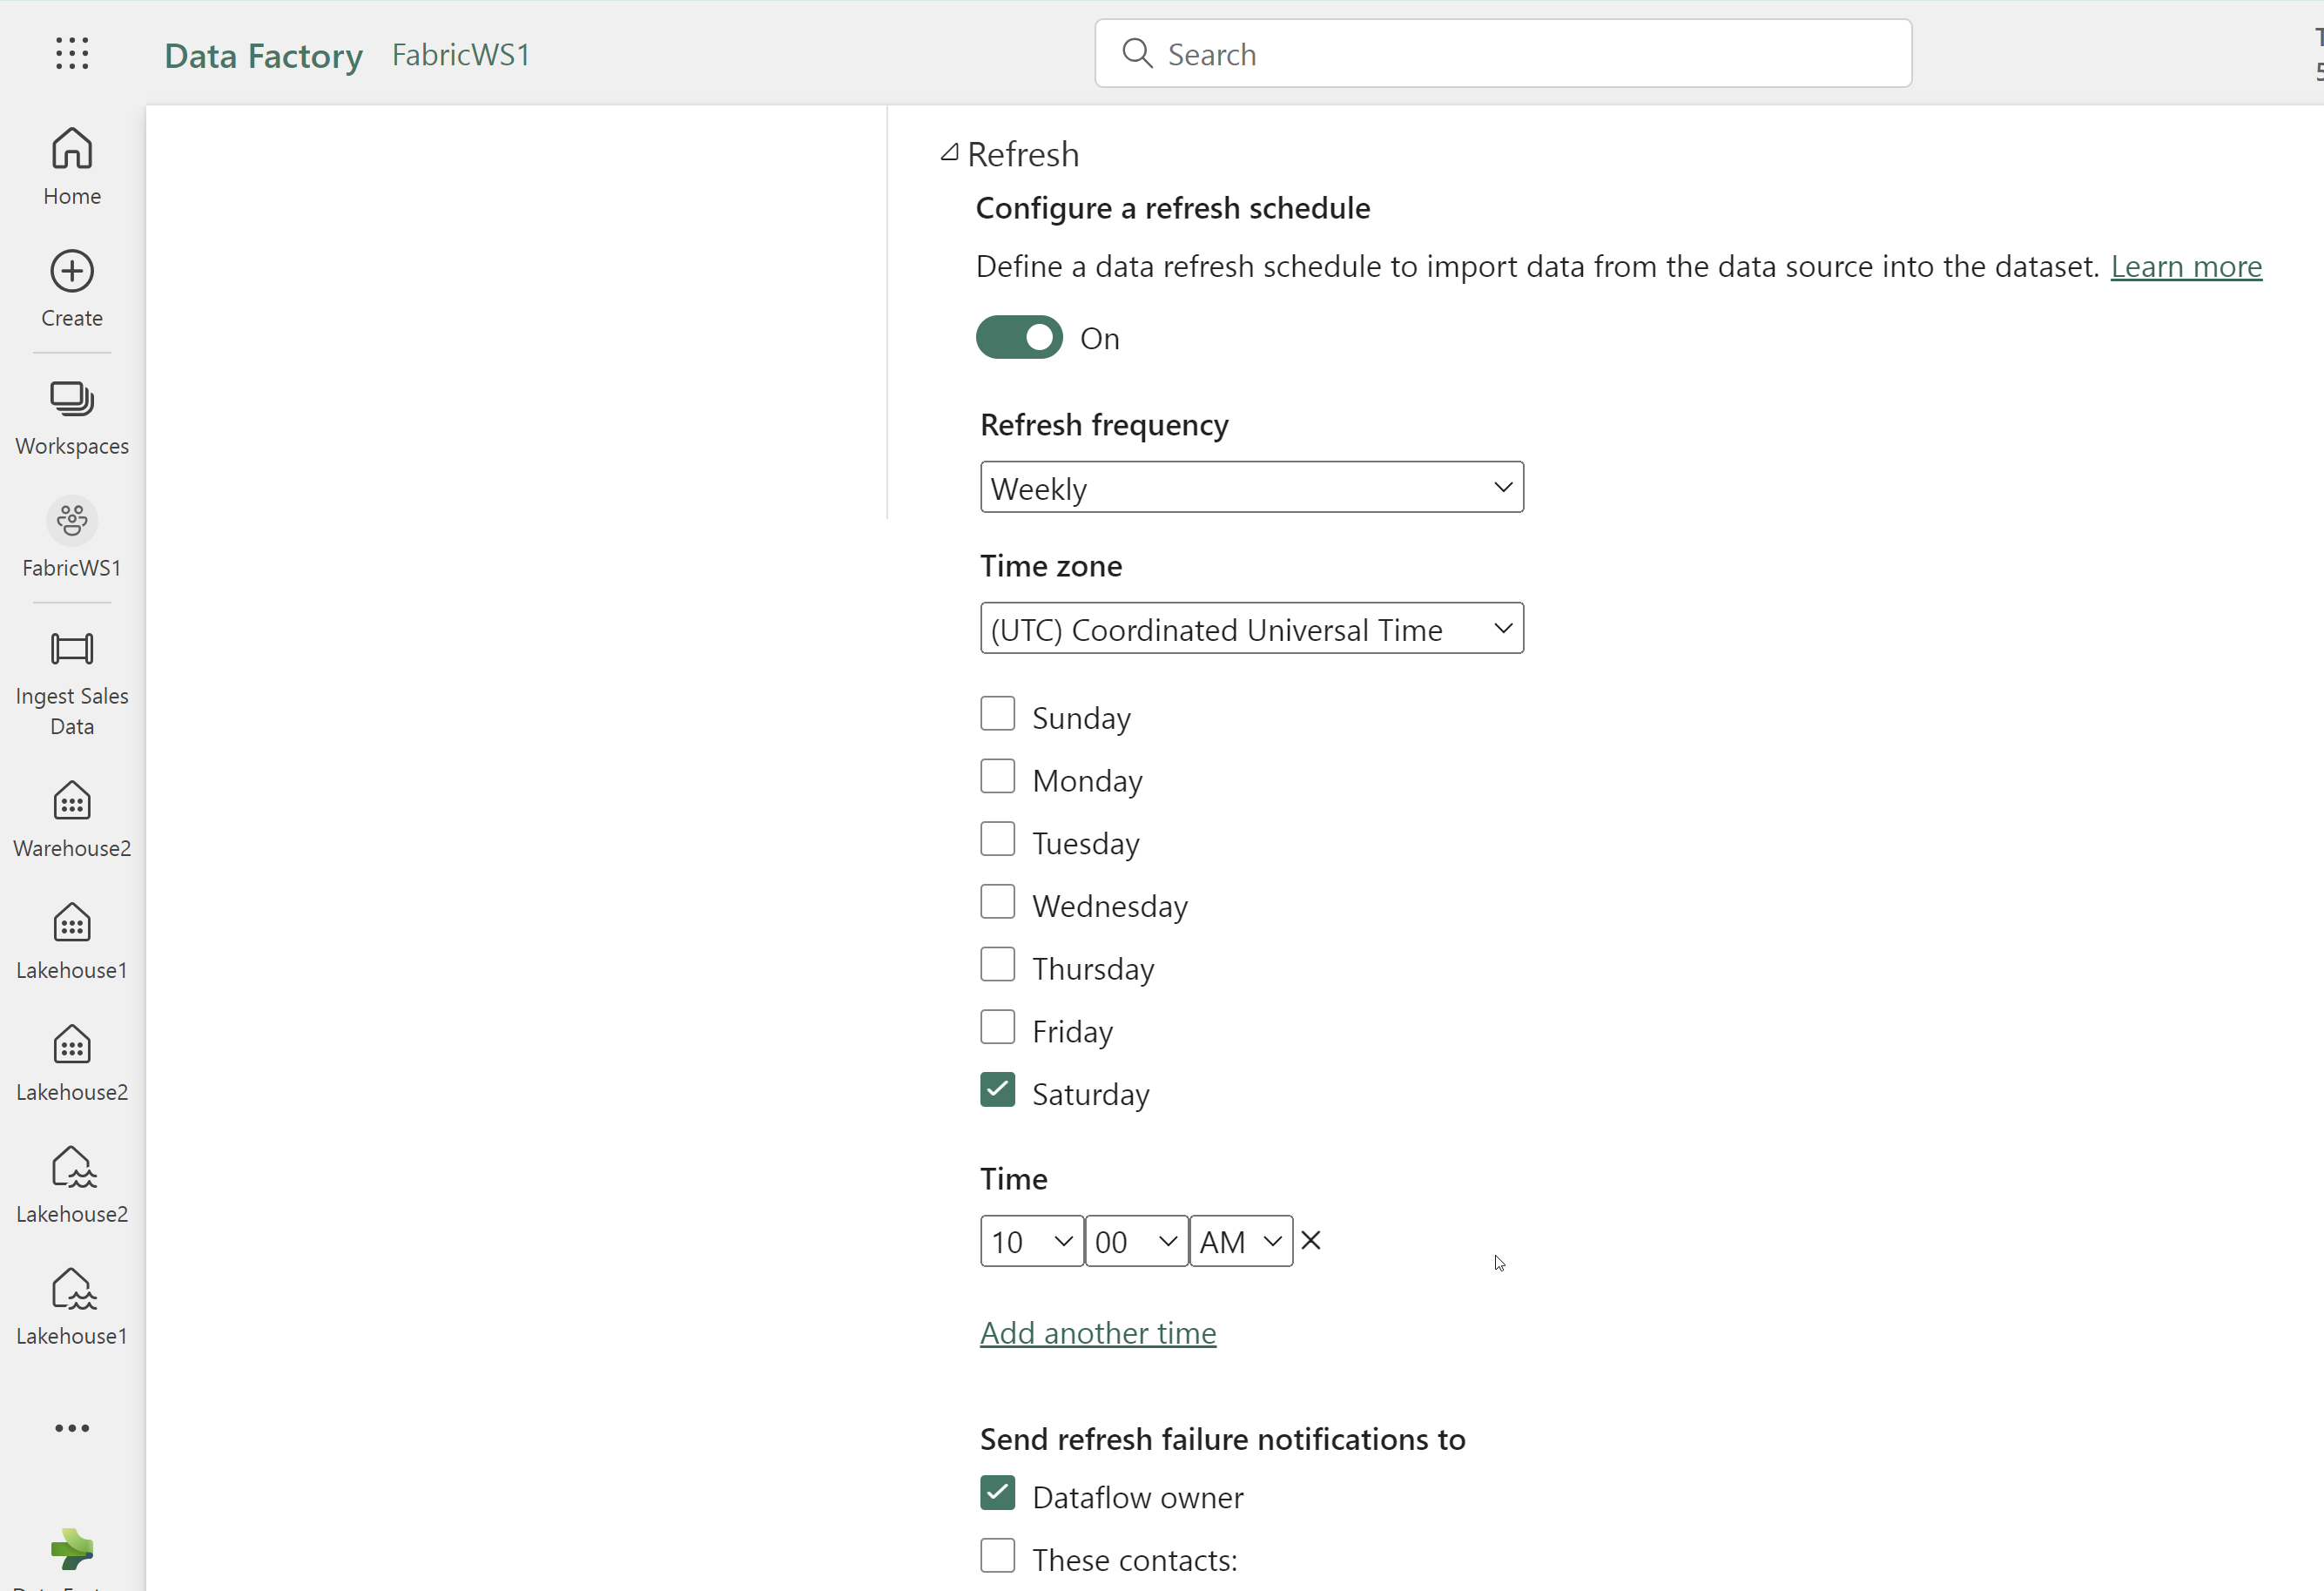 Data Factory FabricWS1
Search
Home
Create
Workspaces
FabricWS1
Ingest Sales
Data
Warehouse2
Lakehouse1
Lakehouse2
Lakehouse2
Lakehouse1
Refresh
Configure a refresh schedule
Define a data refresh schedule to import data from the data source into the dataset. Learn more
On
Refresh frequency
Weekly
Time zone
(UTC) Coordinated Universal Time
Sunday
Monday
Tuesday
Wednesday
Thursday
Friday
Saturday
Time
10 00 AM
Add another time
Send refresh failure notifications to
Dataflow owner
These contacts: